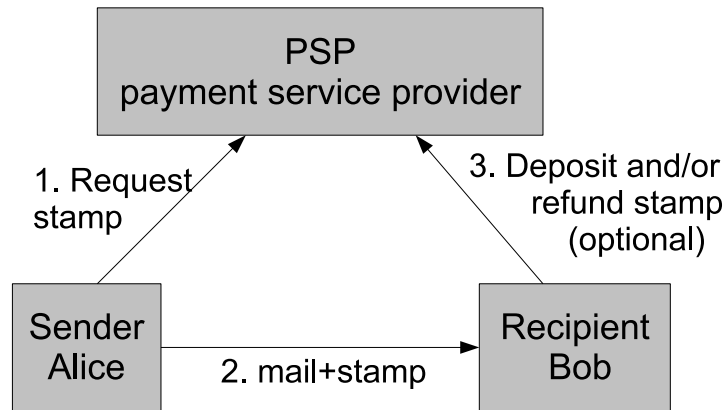 PSP
payment service provider
1. Request
stamp
3. Deposit and/or
refund stamp
(optional)
Sender
Alice
2. mail+stamp
Recipient
Bob